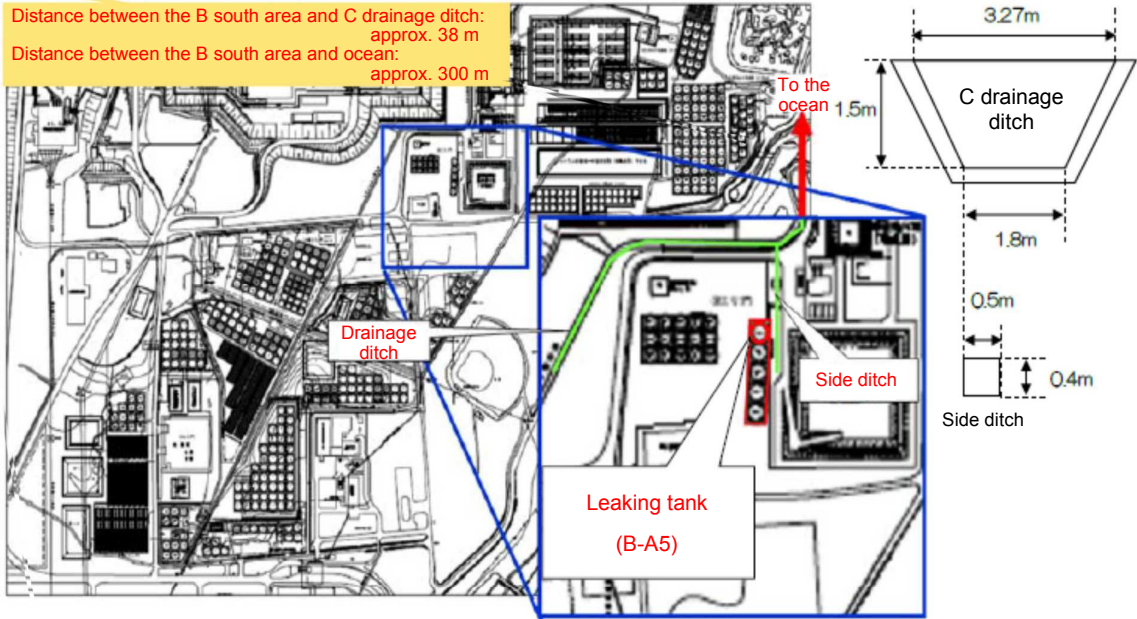 Distance between the B south area and C drainage ditch:
approx. 38 m
Distance between the B south area and ocean:
approx. 300 m
To the
ocean
3.27m
1.5m
C drainage
ditch
1.8m
0.5m
0.4m
Side ditch
Drainage
ditch
Side ditch
Leaking tank
(B-A5)